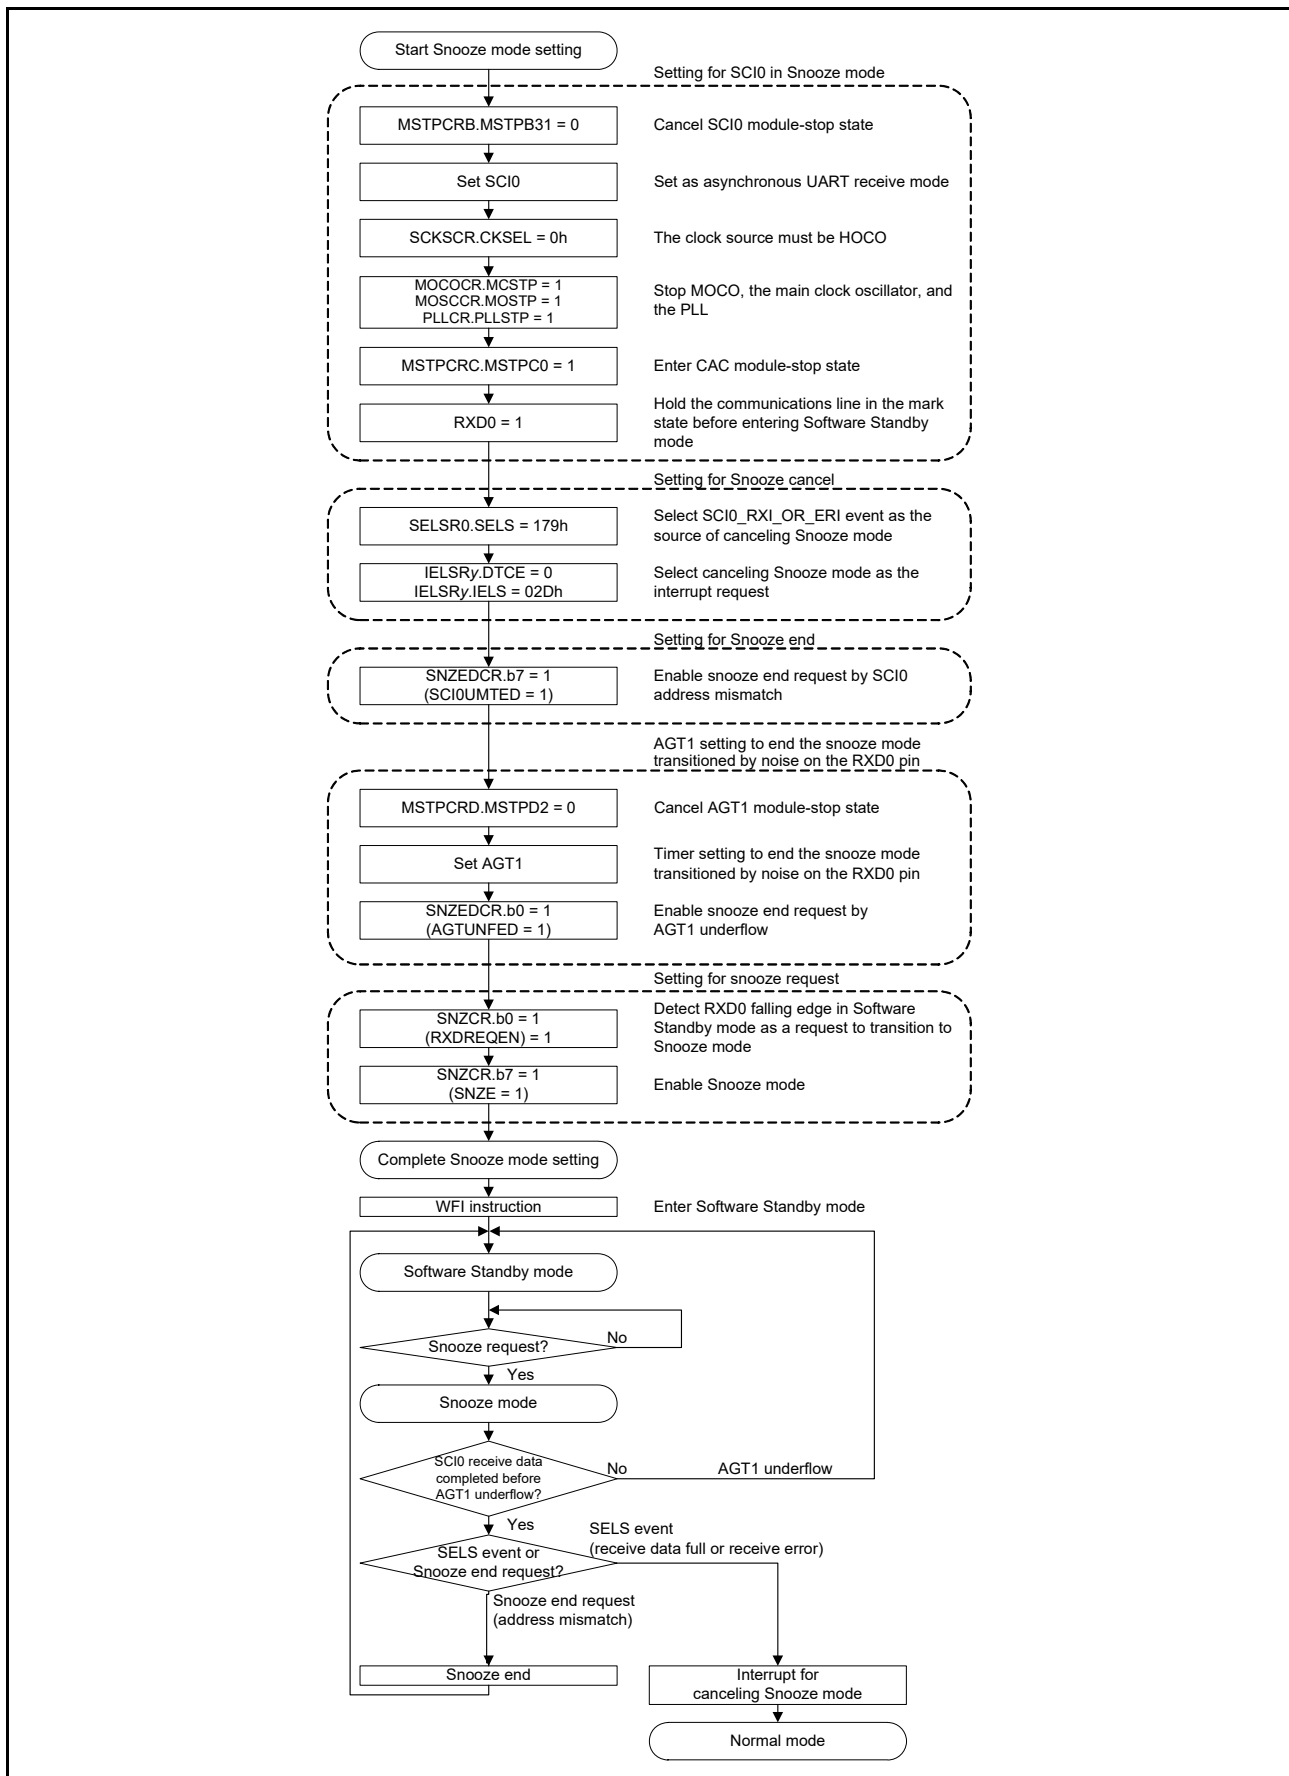 Start Snooze mode setting
Setting for SCI0 in Snooze mode
MSTPCRB.MSTPB31 = 0
Cancel SCI0 module-stop state
Set SCI0
Set as asynchronous UART receive mode
SCKSCR.CKSEL = 0h
The clock source must be HOCO
MOCOCR.MCSTP = 1
MOSCCR.MOSTP = 1
PLLCR.PLLSTP = 1
Stop MOCO, the main clock oscillator, and
the PLL
MSTPCRC.MSTPC0 = 1
Enter CAC module-stop state
RXD0 = 1
Hold the communications line in the mark
state before entering Software Standby
mode
Setting for Snooze cancel
SELSR0.SELS = 179h
Select SCI0_RXI_OR_ERI event as the
source of canceling Snooze mode
IELSRy.DTCE = 0
IELSRy.IELS = 02Dh
Select canceling Snooze mode as the
interrupt request
Setting for Snooze end
SNZEDCR.b7 = 1
(SCI0UMTED = 1)
Enable snooze end request by SCI0
address mismatch
AGT1 setting to end the snooze mode
transitioned by noise on the RXD0 pin
MSTPCRD.MSTPD2 = 0
Cancel AGT1 module-stop state
Set AGT1
Timer setting to end the snooze mode
transitioned by noise on the RXD0 pin
SNZEDCR.b0 = 1
(AGTUNFED = 1)
Enable snooze end request by
AGT1 underflow
Setting for snooze request
SNZCR.b0 = 1
(RXDREQEN) = 1
Detect RXD0 falling edge in Software
Standby mode as a request to transition to
Snooze mode
SNZCR.b7 = 1
(SNZE = 1)
Enable Snooze mode
Complete Snooze mode setting
WFI instruction
Enter Software Standby mode
Software Standby mode
Snooze request?
No
Yes
Snooze mode
SCI0 receive data
completed before
AGT1 underflow?
No
AGT1 underflow
Yes
SELS event or
Snooze end request?
SELS event
(receive data full or receive error)
Snooze end request
(address mismatch)
Snooze end
Interrupt for
canceling Snooze mode
Normal mode